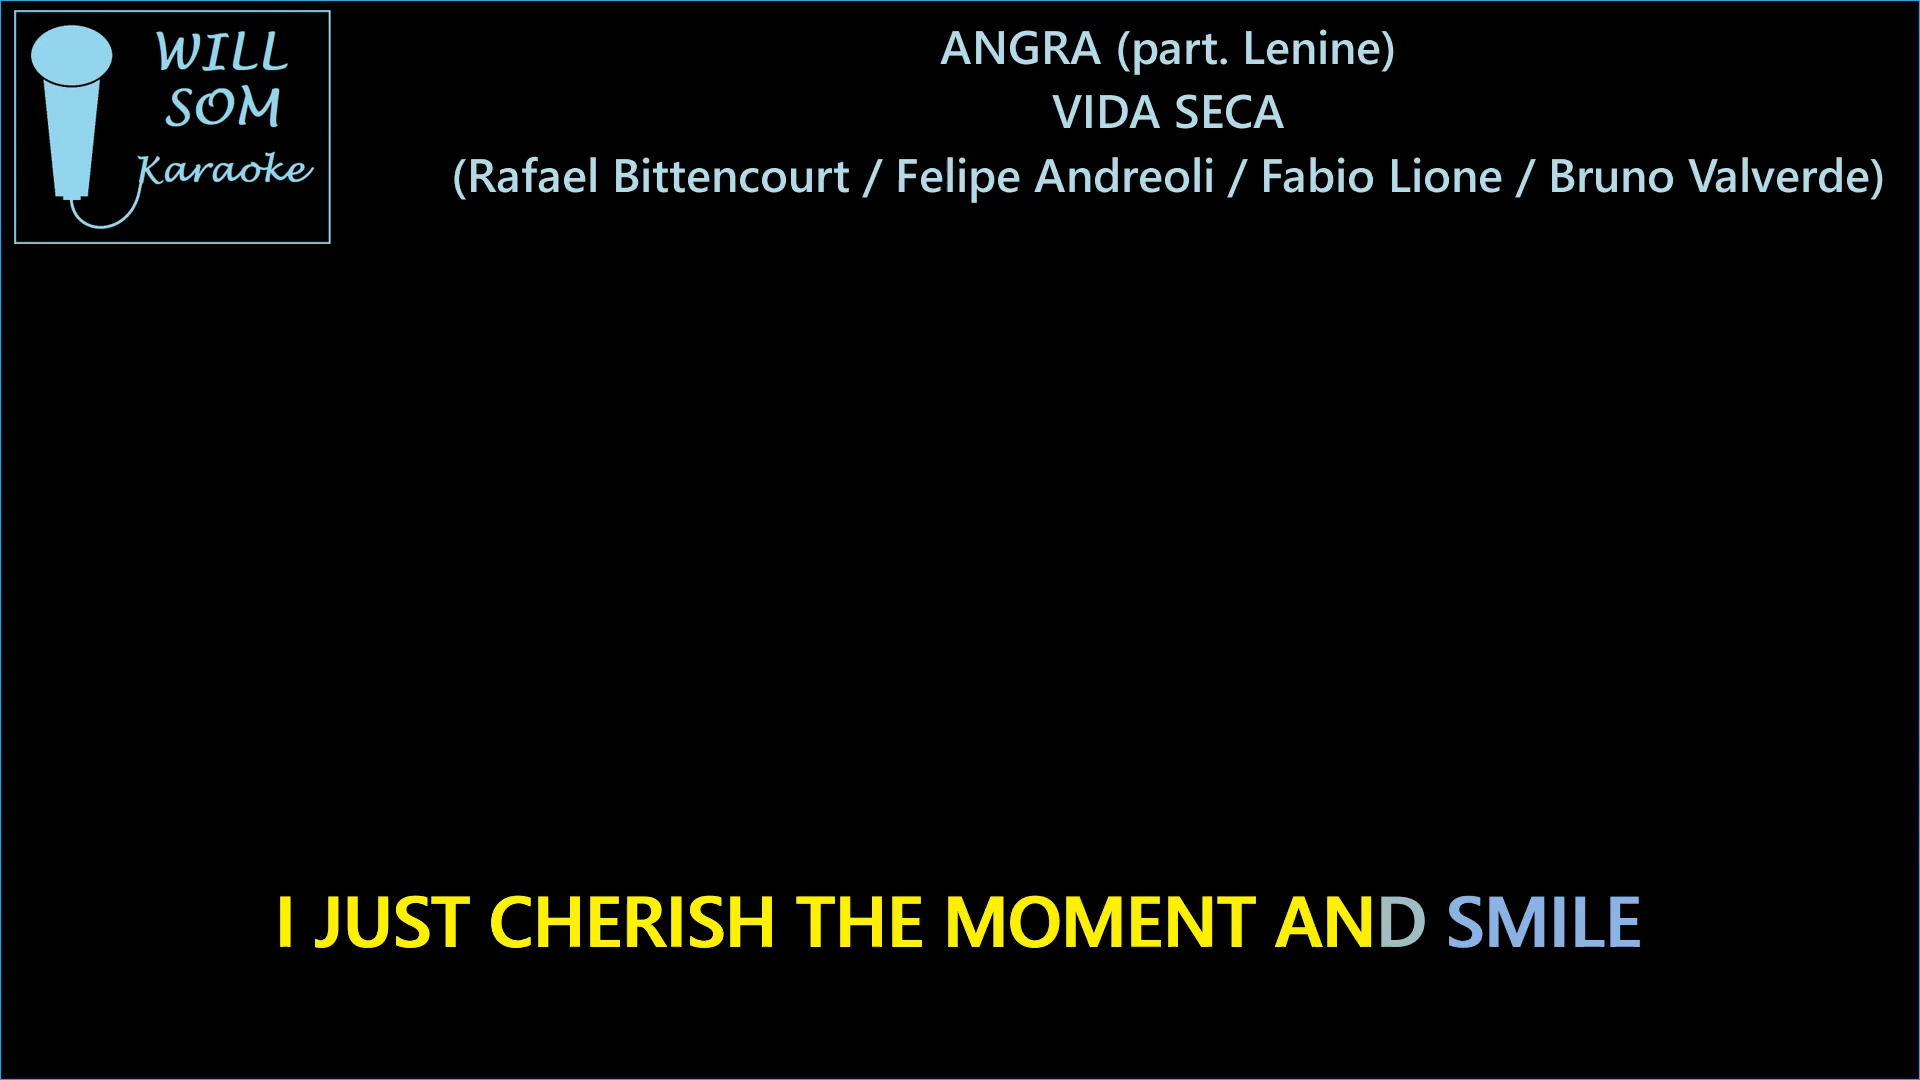 WILL
SOM
Karaoke
ANGRA (part. Lenine)
VIDA SECA
(Rafael Bittencourt / Felipe Andreoli / Fabio Lione / Bruno Valverde)
I JUST CHERISH THE MOMENT AND SMILE